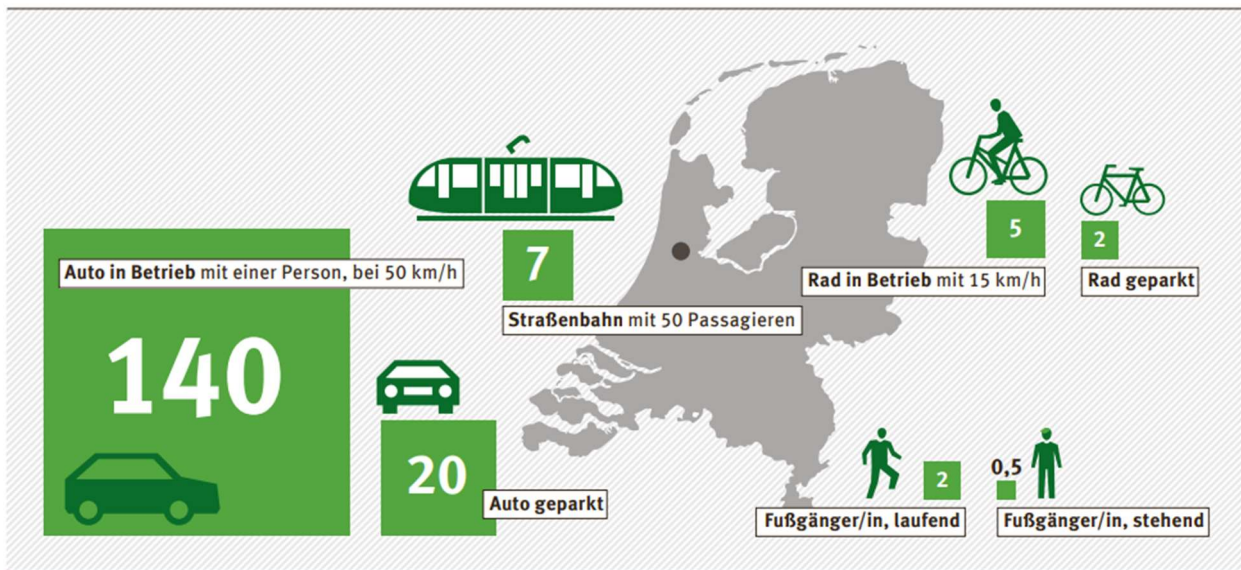 Auto in Betrieb mit einer Person, bei 50 km/h
140
7
Straßenbahn mit 50 Passagieren
20
Auto geparkt
5
Rad in Betrieb mit 15 km/h
2
Rad geparkt
2
Fußgänger/in, laufend
0,5
Fußgänger/in, stehend